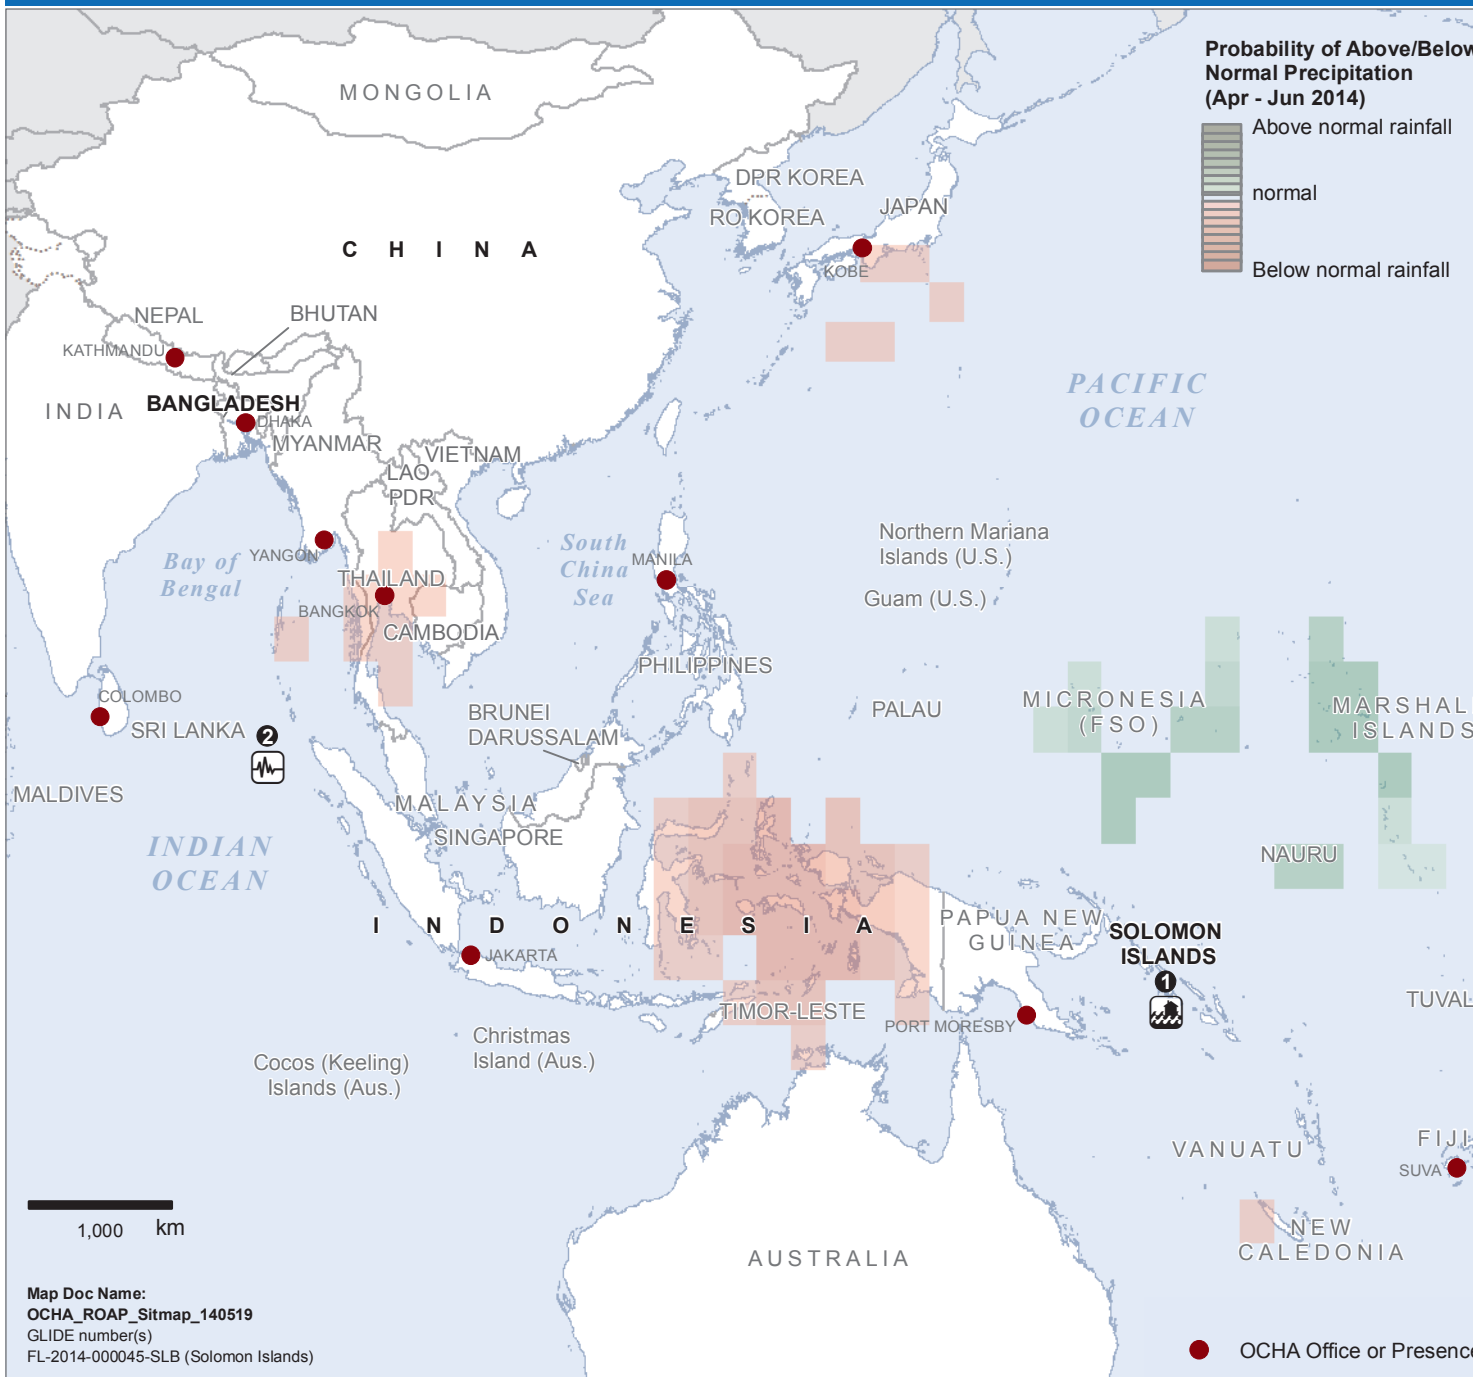 Probability of Above/Below
Normal Precipitation
(Apr - Jun 2014)
Above normal rainfall
normal
Below normal rainfall
MONGOLIA
DPR KOREA
RO KOREA
JAPAN
KOBE
CHINA
NEPAL
BHUTAN
KATHMANDU
INDIA
BANGLADESH
DHAKA
MYANMAR
VIETNAM
LAO
PDR
PACIFIC
OCEAN
Bay of
Bengal
YANGON
THAILAND
BANGKOK
CAMBODIA
South
China
Sea
MANILA
PHILIPPINES
Northern Mariana
Islands (U.S.)
Guam (U.S.)
PALAU
MICRONESIA
(FSO)
MARSHAL
ISLANDS
COLOMBO
SRI LANKA
2
MALDIVES
BRUNEI
DARUSSALAM
MALAYSIA
SINGAPORE
INDIAN
OCEAN
NAURU
INDONESIA
JAKARTA
PAPUA NEW
GUINEA
SOLOMON
ISLANDS
1
TUVAL
TIMOR-LESTE
PORT MORESBY
Christmas
Island (Aus.)
Cocos (Keeling)
Islands (Aus.)
VANUATU
FIJI
SUVA
NEW
CALEDONIA
AUSTRALIA
1,000 km
Map Doc Name:
OCHA_ROAP_Sitmap_140519
GLIDE number(s)
FL-2014-000045-SLB (Solomon Islands)
OCHA Office or Presence